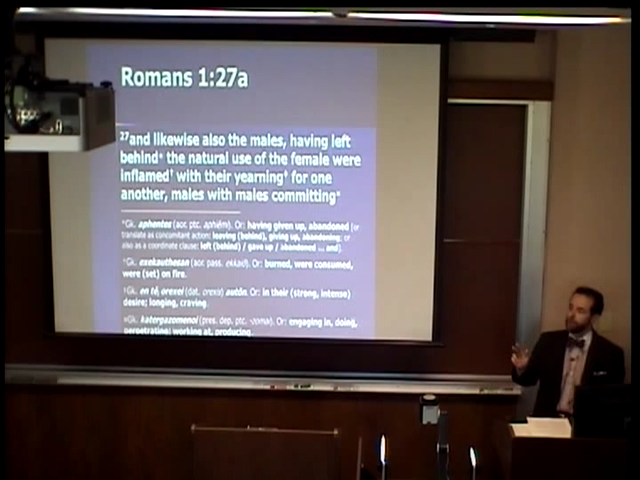 Romans 1:27a
27and likewise also the males, having left
behind* the natural use of the female were
inflamed† with their yearning‡ for one
another, males with males committing¤
*Gk. aphentes (aor. ptc. aphiēmi). Or: having given up, abandoned [or
translate as concomitant action: leaving (behind), giving up, abandoning; or
also as a coordinate clause: left (behind) / gave up / abandoned ... and].
†Gk. exekauthēsan (aor. pass. ekkaiō). Or: burned, were consumed,
were (set) on fire.
‡Gk. en tē orexei (dat. orexis) autōn. Or: in their (strong, intense)
desire; longing, craving.
Gk. katergazomenoi (pres. dep. ptc. -zomai). Or: engaging in, doing,
perpetrating; working at, producing.